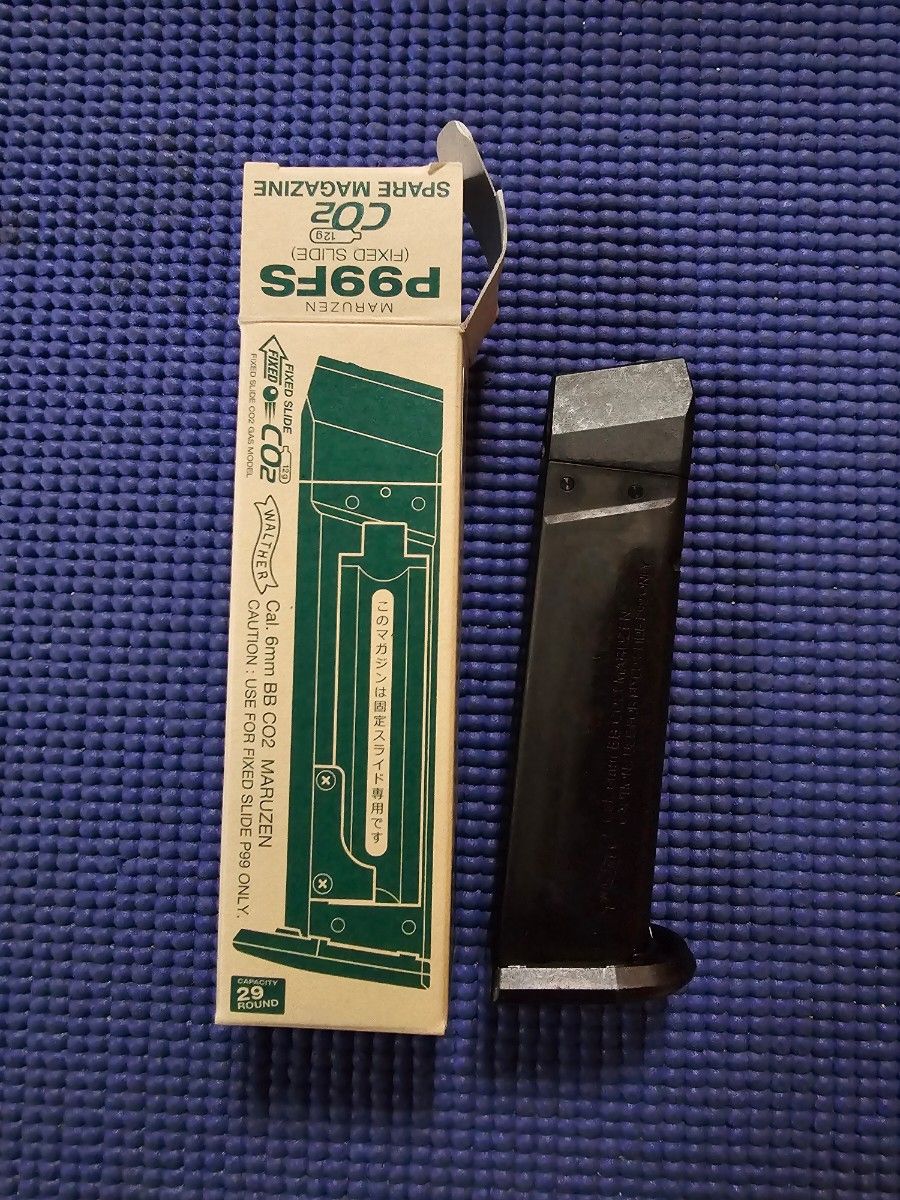 MARUZEN
P99FS
(FIXED SLIDE)
12g
CO2
SPARE MAGAZINE
FIXED SLIDE
FIXED
CO2
12g
FIXED SLIDE CO2 GAS MODEL
WALTHER
Cal. 6mm BB CO2 MARUZEN
CAUTION : USE FOR FIXED SLIDE P99 ONLY.
このマガジンは固定スライド専用です
CAPACITY
29
ROUND